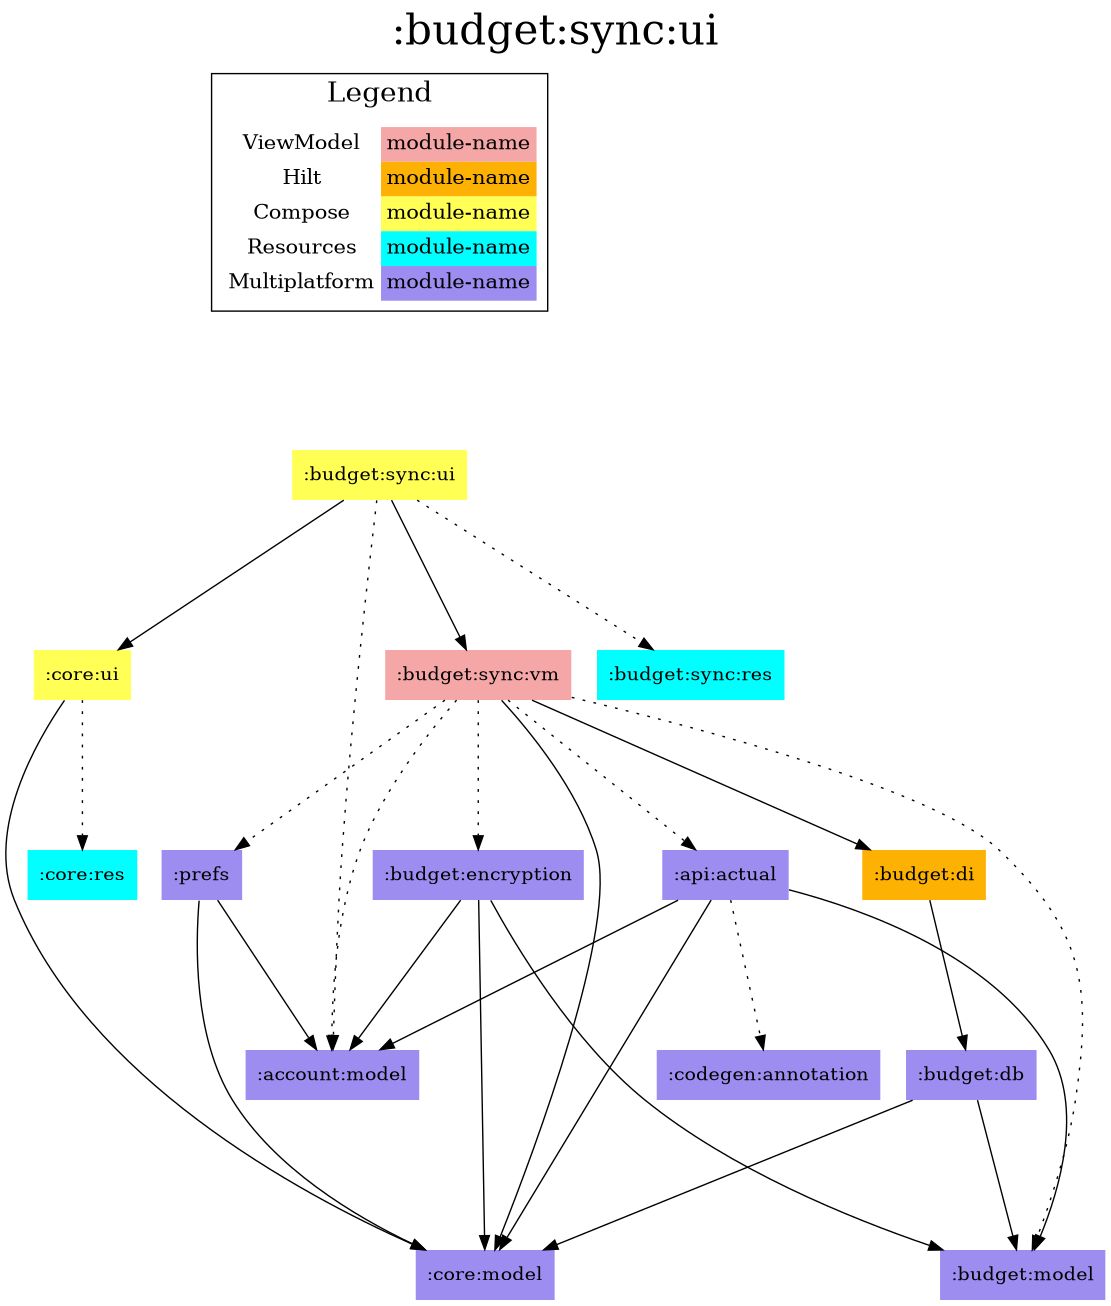 :budget:sync:ui
Legend
ViewModel module-name
Hilt module-name
Compose module-name
Resources module-name
Multiplatform module-name
:budget:sync:ui
:core:ui
:budget:sync:vm
:budget:sync:res
:core:res
:prefs
:budget:encryption
:api:actual
:budget:di
:account:model
:codegen:annotation
:budget:db
:core:model
:budget:model